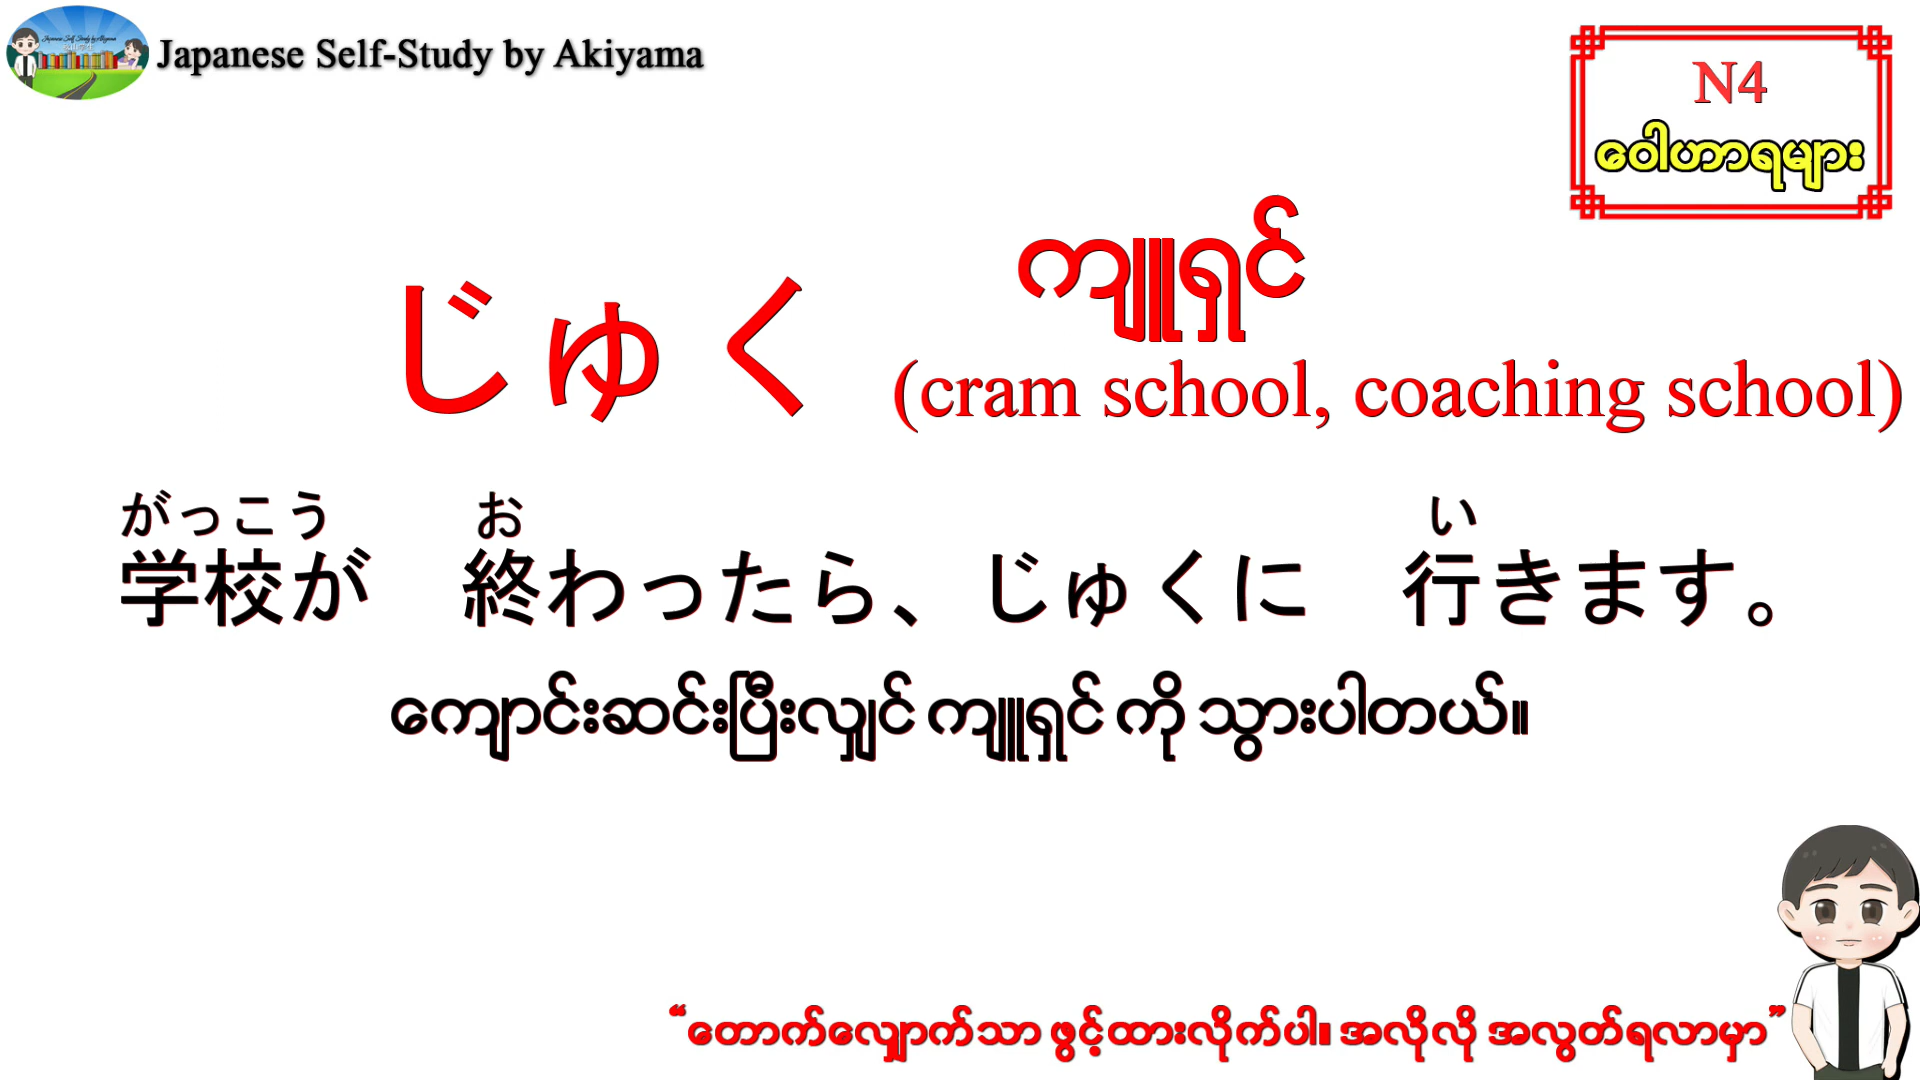 Japanese Self-Study by Akiyama
N4
ဝေါဟာရများ
じゅく
ကျူရှင်
(cram school, coaching school)
がっこう お い
学校が 終わったら、じゅくに 行きます。
ကျောင်းဆင်းပြီးလျှင် ကျူရှင် ကို သွားပါတယ်။
“တောက်လျှောက်သာ ဖွင့်ထားလိုက်ပါ။ အလိုလို အလွတ်ရလာမှာ”